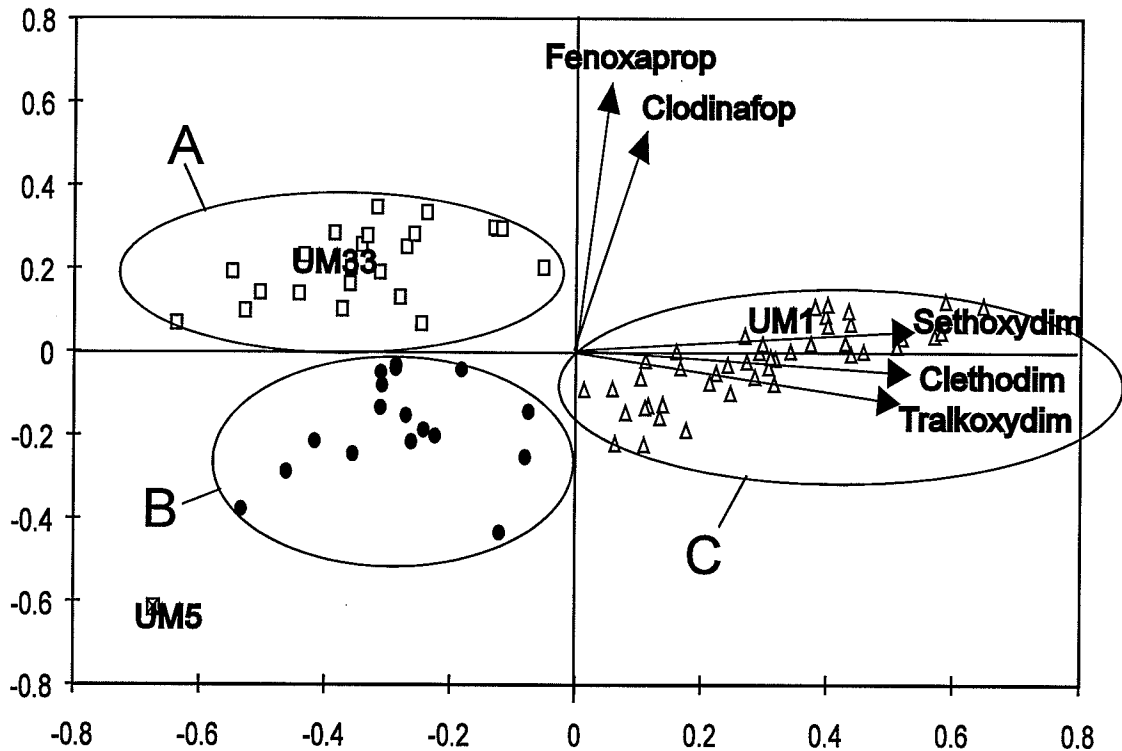 0.8
Fenoxaprop
0.6
Clodinafop
A
0.4
UM33
0.2
UM1
Sethoxydim
0
Clethodim
Tralkoxydim
-0.2
B
-0.4
C
-0.6
UM5
-0.8
-0.8 -0.6 -0.4 -0.2 0 0.2 0.4 0.6 0.8